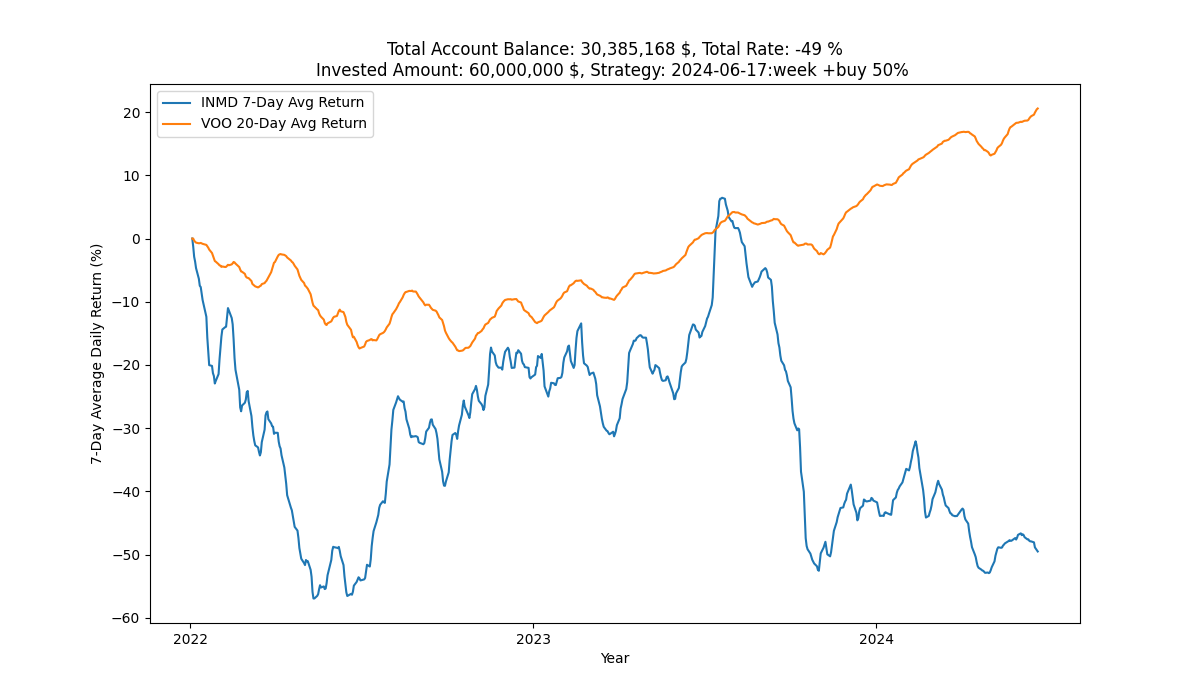 Total Account Balance: 30,385,168 $, Total Rate: -49 %
Invested Amount: 60,000,000 $, Strategy: 2024-06-17:week +buy 50%
INMD 7-Day Avg Return
VOO 20-Day Avg Return
20
10
0
−10
−20
−30
−40
−50
−60
7-Day Average Daily Return (%)
2022
2023
2024
Year